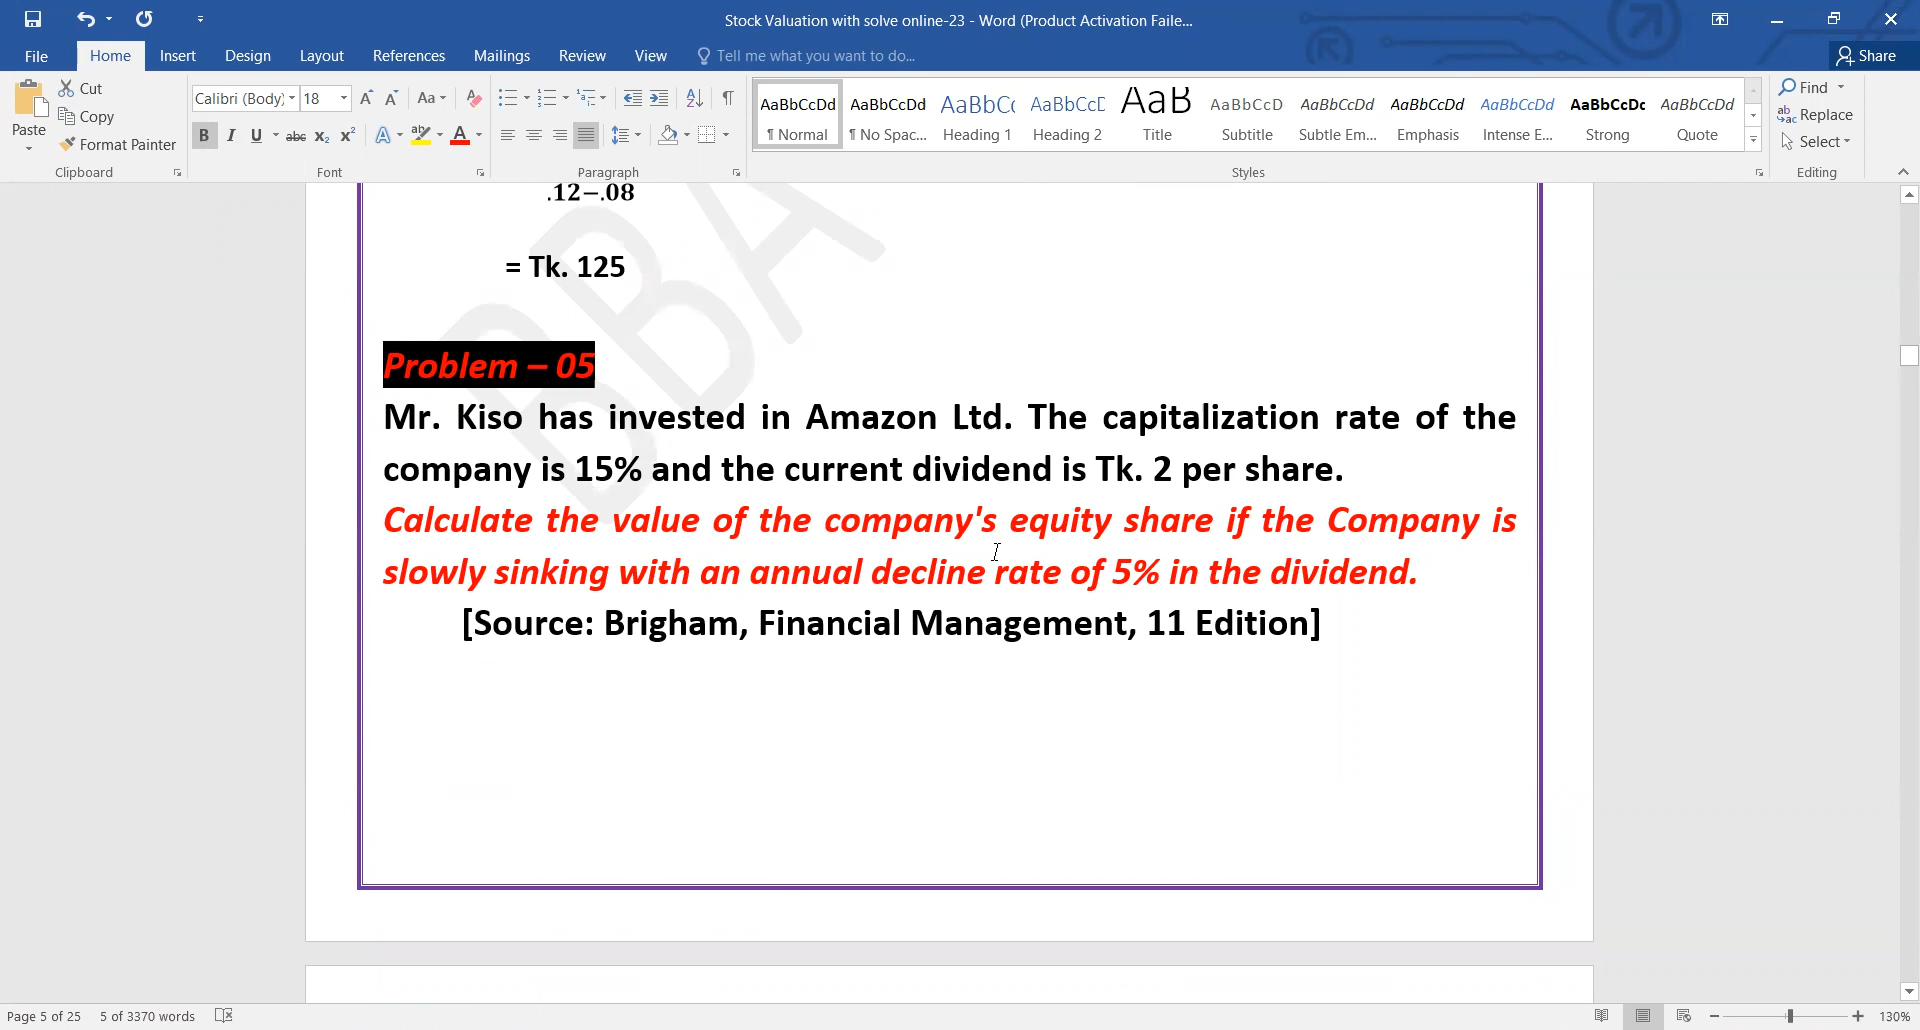 Stock Valuation with solve online-23 - Word (Product Activation Faile...
File Home Insert Design Layout References Mailings Review View Tell me what you want to do... Share
Paste
Cut
Copy
Format Painter
Clipboard
Calibri (Body) 18
B I U abc X₂ X²
Font
Paragraph
AaBbCcDd AaBbCcDd AaBbC AaBbCcC AaB AaBbCcD AaBbCcDd AaBbCcDd AaBbCcDd AaBbCcDc AaBbCcDd
¶ Normal ¶ No Spac... Heading 1 Heading 2 Title Subtitle Subtle Em... Emphasis Intense E... Strong Quote
Styles
Find
Replace
Select
Editing
.12−.08
= Tk. 125
BBA
Problem – 05
Mr. Kiso has invested in Amazon Ltd. The capitalization rate of the
company is 15% and the current dividend is Tk. 2 per share.
Calculate the value of the company's equity share if the Company is
slowly sinking with an annual decline rate of 5% in the dividend.
[Source: Brigham, Financial Management, 11 Edition]
Page 5 of 25 5 of 3370 words 130%